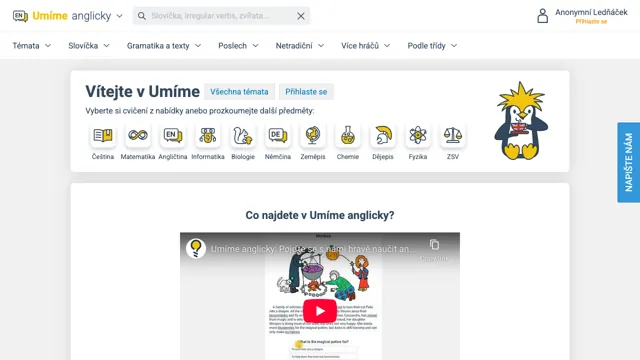 EN Umíme anglicky
Slovíčka, irregular verbs, zvířata...
Anonymní Ledňáček
Přihlaste se
Témata
Slovíčka
Gramatika a texty
Poslech
Netradiční
Více hráčů
Podle třídy
Vítejte v Umíme
Všechna témata
Přihlaste se
Vyberte si cvičení z nabídky anebo prozkoumejte další předměty:
EN
DE
Čeština
Matematika
Angličtina
Informatika
Biologie
Němčina
Zeměpis
Chemie
Dějepis
Fyzika
ZSV
NAPIŠTE NÁM
Co najdete v Umíme anglicky?
Umíme anglicky: Pojďte se s námi hravě naučit an...
What is the magical potion for?